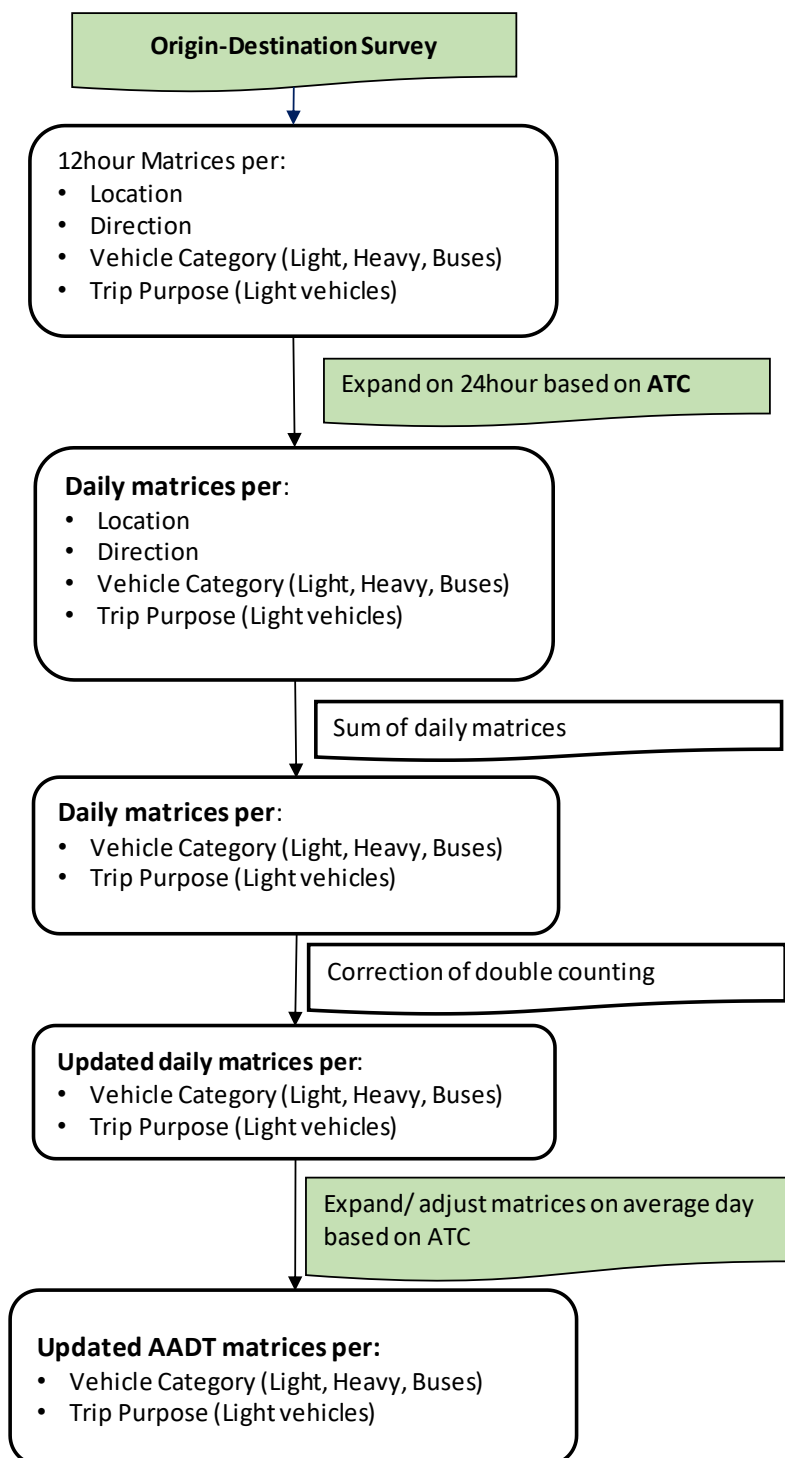 Origin-Destination Survey
12hour Matrices per:
• Location
• Direction
• Vehicle Category (Light, Heavy, Buses)
• Trip Purpose (Light vehicles)
Expand on 24hour based on ATC
Daily matrices per:
• Location
• Direction
• Vehicle Category (Light, Heavy, Buses)
• Trip Purpose (Light vehicles)
Sum of daily matrices
Daily matrices per:
• Vehicle Category (Light, Heavy, Buses)
• Trip Purpose (Light vehicles)
Correction of double counting
Updated daily matrices per:
• Vehicle Category (Light, Heavy, Buses)
• Trip Purpose (Light vehicles)
Expand/ adjust matrices on average day
based on ATC
Updated AADT matrices per:
• Vehicle Category (Light, Heavy, Buses)
• Trip Purpose (Light vehicles)